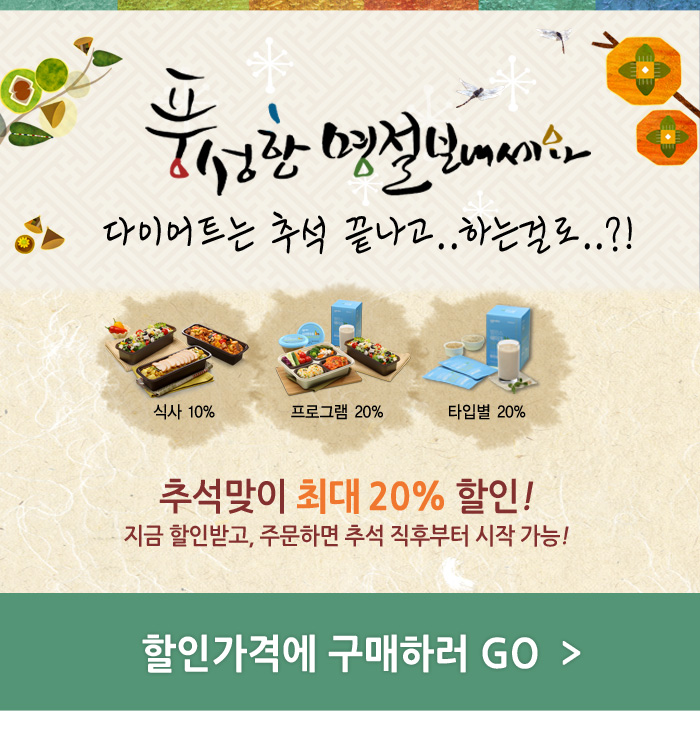 풍성한 명절보내세요
다이어트는 추석 끝나고..하는걸로..?!
식사 10%
프로그램 20%
타입별 20%
추석맞이 최대 20% 할인!
지금 할인받고, 주문하면 추석 직후부터 시작 가능!
할인가격에 구매하러 GO >